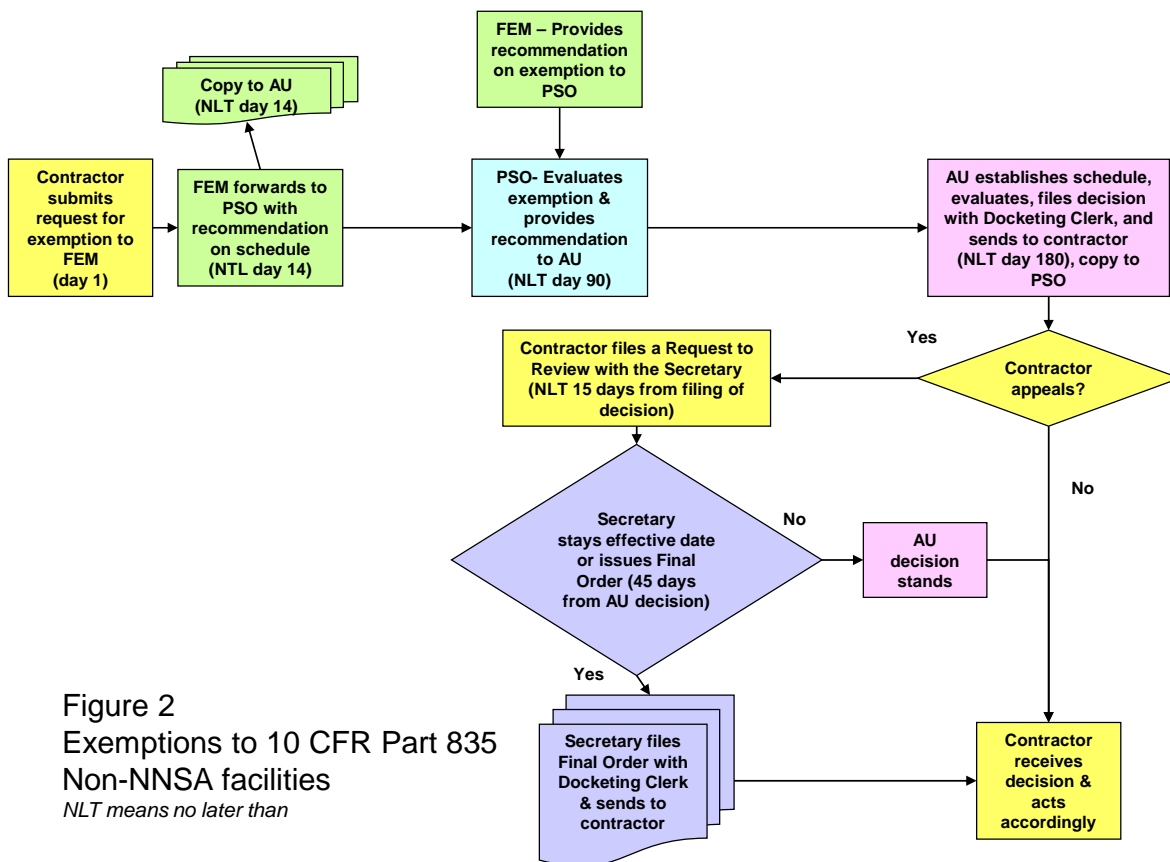 FEM – Provides
recommendation
on exemption to
PSO
Copy to AU
(NLT day 14)
Contractor
submits
request for
exemption to
FEM
(day 1)
FEM forwards to
PSO with
recommendation
on schedule
(NTL day 14)
PSO- Evaluates
exemption &
provides
recommendation
to AU
(NLT day 90)
AU establishes schedule,
evaluates, files decision
with Docketing Clerk, and
sends to contractor
(NLT day 180), copy to
PSO
Yes
Contractor files a Request to
Review with the Secretary
(NLT 15 days from filing of
decision)
Contractor
appeals?
No
Secretary
stays effective date
or issues Final
Order (45 days
from AU decision)
No
AU
decision
stands
Yes
Secretary files
Final Order with
Docketing Clerk
& sends to
contractor
Contractor
receives
decision &
acts
accordingly
Figure 2
Exemptions to 10 CFR Part 835
Non-NNSA facilities
NLT means no later than